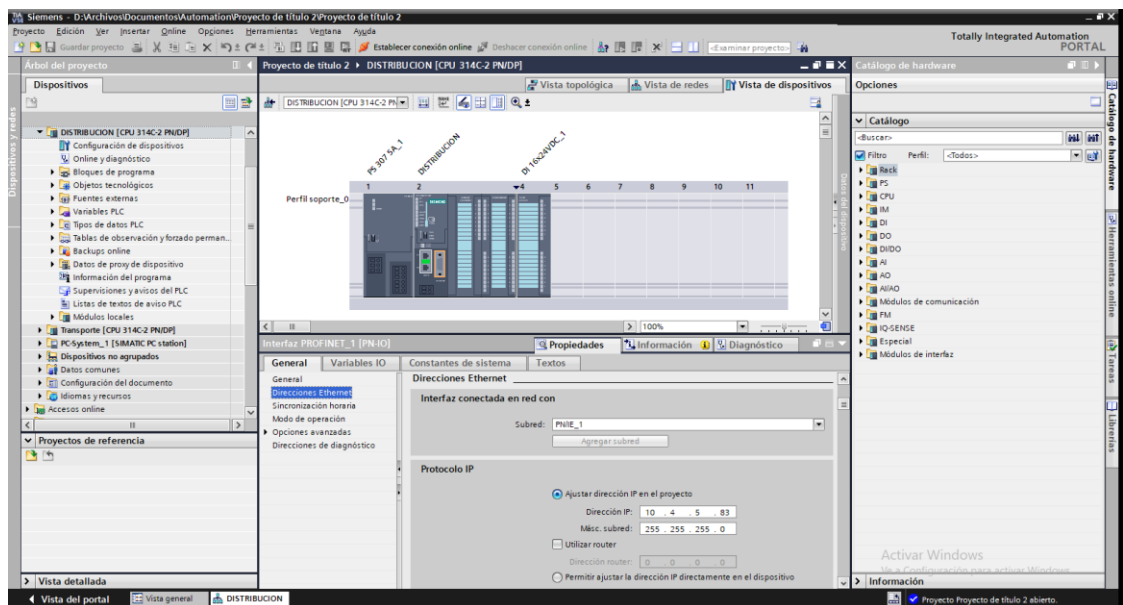 Siemens - D:\Archivos\Documentos\Automation\Proyecto de título 2\Proyecto de título 2
Proyecto Edición Ver Insertar Online Opciones Herramientas Ventana Ayuda
Totally Integrated Automation
PORTAL
Guardar proyecto
Establecer conexión online
Deshacer conexión online
<Examinar proyecto>
Árbol del proyecto
Dispositivos
Dispositivos y redes
DISTRIBUCION [CPU 314C-2 PN/DP]
Configuración de dispositivos
Online y diagnóstico
Bloques de programa
Objetos tecnológicos
Fuentes externas
Variables PLC
Tipos de datos PLC
Tablas de observación y forzado perman...
Backups online
Datos de proxy de dispositivo
Información del programa
Supervisiones y avisos del PLC
Listas de textos de aviso PLC
Módulos locales
Transporte [CPU 314C-2 PN/DP]
PC-System_1 [SIMATIC PC station]
Dispositivos no agrupados
Datos comunes
Configuración del documento
Idiomas y recursos
Accesos online
Proyectos de referencia
Vista detallada
Proyecto de título 2 DISTRIBUCION [CPU 314C-2 PN/DP]
Vista topológica
Vista de redes
Vista de dispositivos
DISTRIBUCION [CPU 314C-2 PN
PS 307 5A_1
DISTRIBUCION
DI 16x24VDC_1
1 2 4 5 6 7 8 9 10 11
Perfil soporte_0
Datos del dispositivo
100%
Interfaz PROFINET_1 [PN-IO]
Propiedades
Información
Diagnóstico
General
Variables IO
Constantes de sistema
Textos
General
Direcciones Ethernet
Sincronización horaria
Modo de operación
Opciones avanzadas
Direcciones de diagnóstico
Direcciones Ethernet
Interfaz conectada en red con
Subred: PN/IE_1
Agregar subred
Protocolo IP
Ajustar dirección IP en el proyecto
Dirección IP: 10 . 4 . 5 . 83
Másc. subred: 255 . 255 . 255 . 0
Utilizar router
Dirección router: 0 . 0 . 0 . 0
Permitir ajustar la dirección IP directamente en el dispositivo
Catálogo de hardware
Opciones
Catálogo
<Buscar>
Filtro
Perfil: <Todos>
Rack
PS
CPU
IM
DI
DO
DI/DO
AI
AO
AI/AO
Módulos de comunicación
FM
IQ-SENSE
Especial
Módulos de interfaz
Activar Windows
Ve a Configuración para activar Windows.
Información
Catálogo de hardware
Herramientas online
Tareas
Librerías
Vista del portal
Vista general
DISTRIBUCION
Proyecto Proyecto de título 2 abierto.